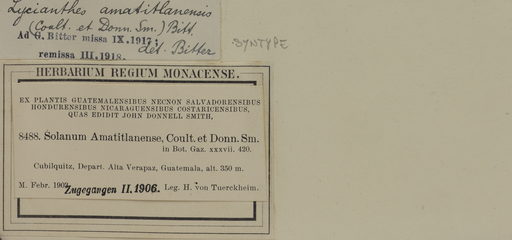 Lycianthes amatitlanensis
(Coult. et Donn. Sm.) Bitt.
Ad G. Bitter missa IX.1917;
remissa III.1918.
det. Bitter
SYNTYPE
HERBARIUM REGIUM MONACENSE.
EX PLANTIS GUATEMALENSIBUS NECNON SALVADORENSIBUS
HONDURENSIBUS NICARAGUENSIBUS COSTARICENSIBUS,
QUAS EDIDIT JOHN DONNELL SMITH,
8488. Solanum Amatitlanense, Coult. et Donn. Sm.
in Bot. Gaz. xxxvii. 420.
Cubilquitz, Depart. Alta Verapaz, Guatemala, alt. 350 m.
M. Febr. Zugegangen II. 1906. Leg. H. von Tuerckheim.